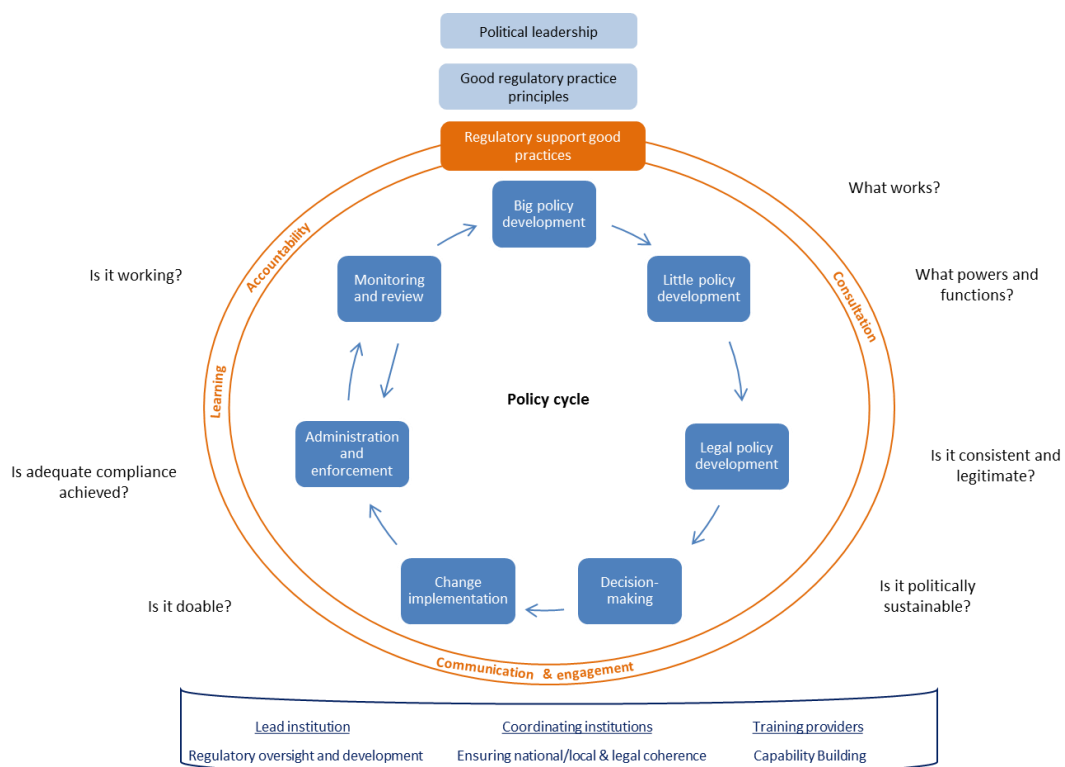 Political leadership
Good regulatory practice
principles
Regulatory support good
practices
What works?
Big policy
development
Accountability
Consultation
Is it working?
Monitoring
and review
Little policy
development
What powers and
functions?
Learning
Policy cycle
Administration
and
enforcement
Legal policy
development
Is it consistent and
legitimate?
Is adequate compliance
achieved?
Change
implementation
Decision-
making
Is it doable?
Is it politically
sustainable?
Communication & engagement
Lead institution
Coordinating institutions
Training providers
Regulatory oversight and development
Ensuring national/local & legal coherence
Capability Building